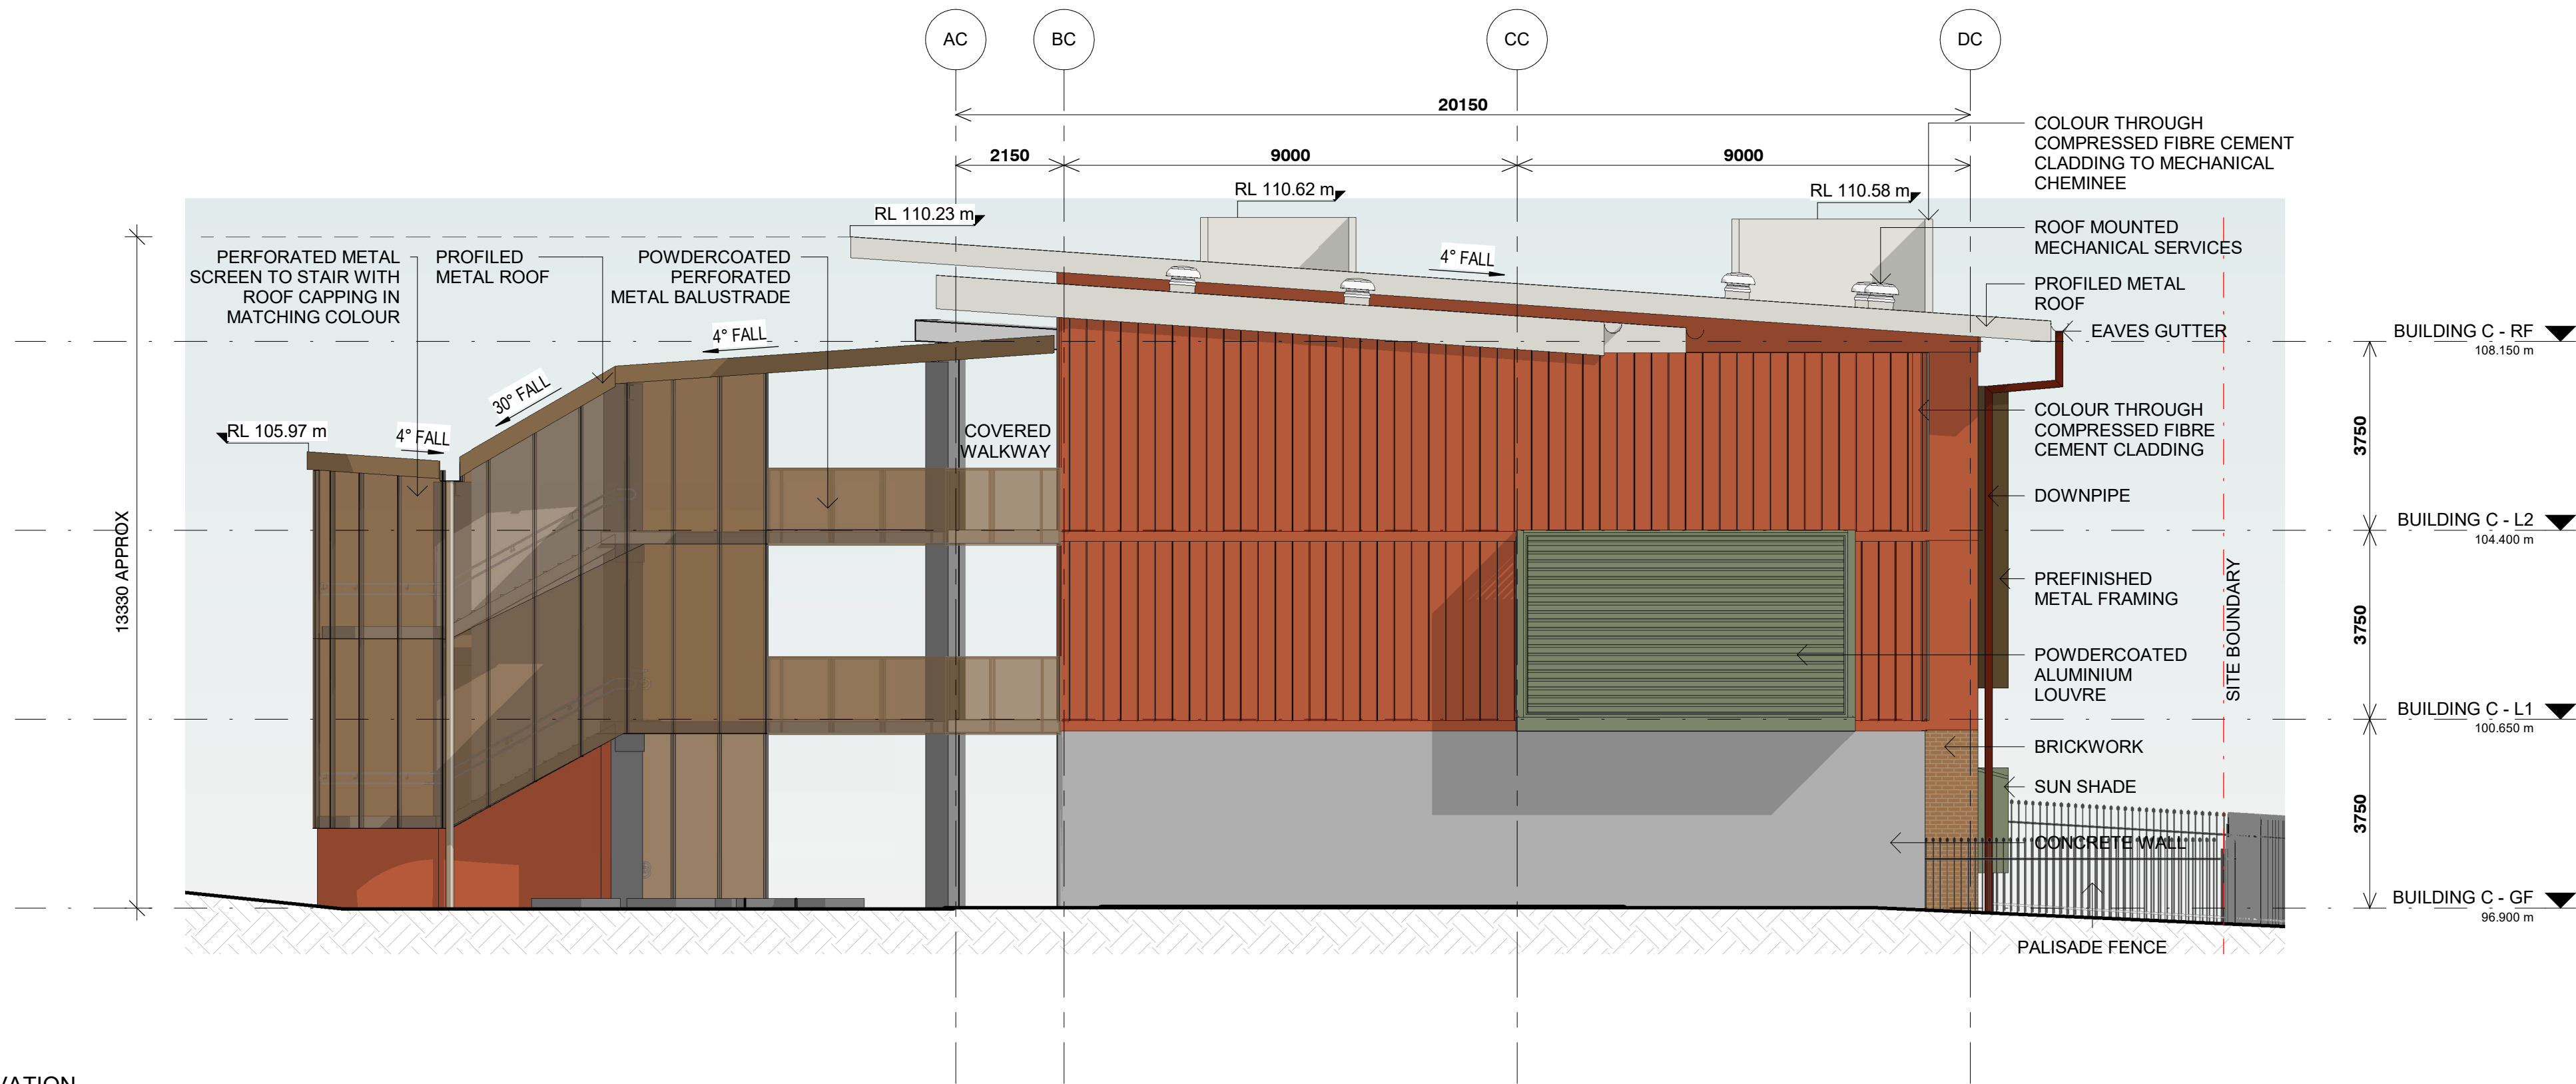 AC
BC
CC
DC
20150
2150
9000
9000
COLOUR THROUGH
COMPRESSED FIBRE CEMENT
CLADDING TO MECHANICAL
CHEMINEE
RL 110.62 m
RL 110.58 m
RL 110.23 m
ROOF MOUNTED
MECHANICAL SERVICES
PERFORATED METAL
SCREEN TO STAIR WITH
ROOF CAPPING IN
MATCHING COLOUR
PROFILED
METAL ROOF
POWDERCOATED
PERFORATED
METAL BALUSTRADE
4° FALL
PROFILED METAL
ROOF
EAVES GUTTER
BUILDING C - RF
108.150 m
4° FALL
30° FALL
RL 105.97 m
4° FALL
COVERED
WALKWAY
COLOUR THROUGH
COMPRESSED FIBRE
CEMENT CLADDING
3750
DOWNPIPE
BUILDING C - L2
104.400 m
13330 APPROX
PREFINISHED
METAL FRAMING
SITE BOUNDARY
3750
POWDERCOATED
ALUMINIUM
LOUVRE
BUILDING C - L1
100.650 m
BRICKWORK
SUN SHADE
3750
CONCRETE WALL
BUILDING C - GF
96.900 m
PALISADE FENCE
VATION